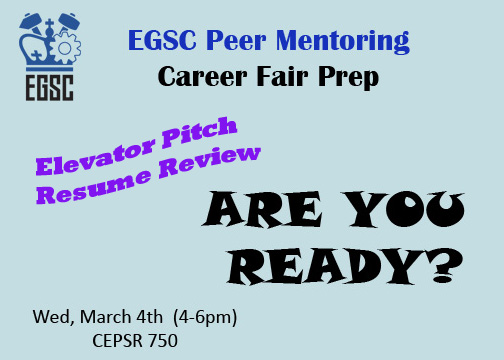 EGSC
EGSC Peer Mentoring
Career Fair Prep
Elevator Pitch
Resume Review
ARE YOU
READY?
Wed, March 4th (4-6pm)
CEPSR 750